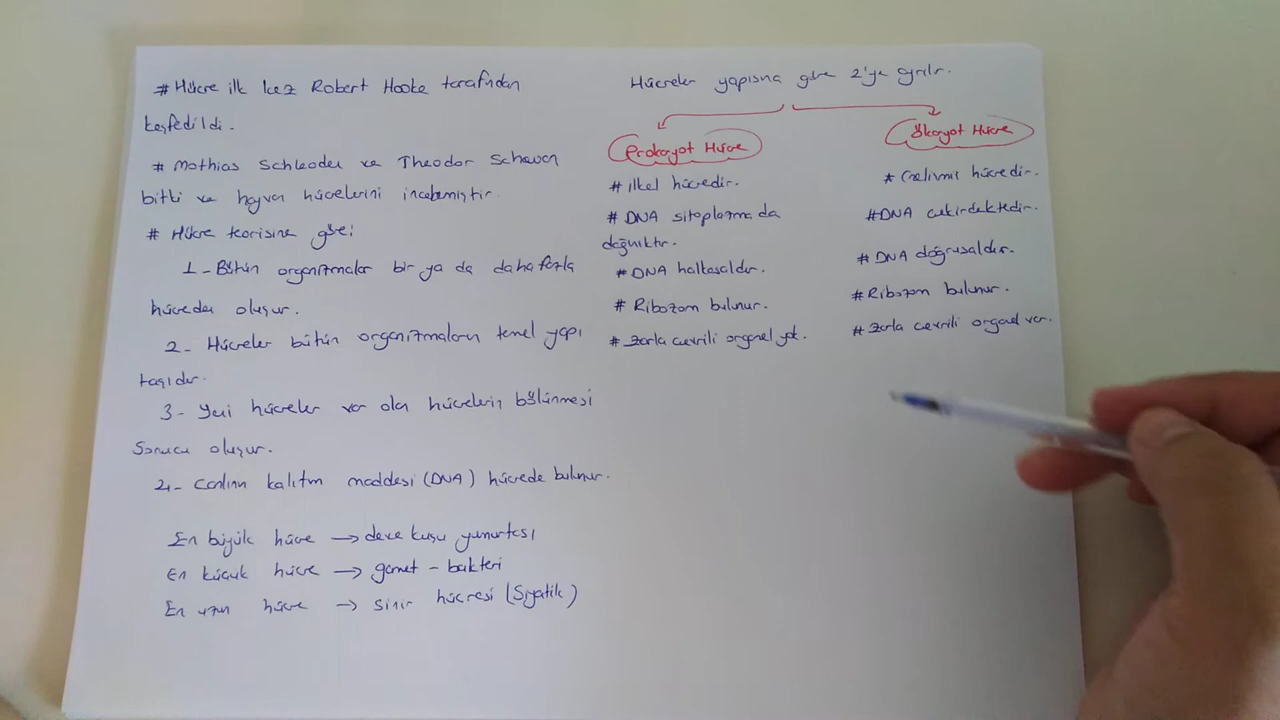 # Hücre ilk kez Robert Hooke tarafından
keşfedildi.
# Mathias Schleiden ve Theodor Schwan
bitki ve hayvan hücrelerini incelemiştir.
# Hücre teorisine göre;
1- Bütün organizmalar bir ya da daha fazla
hücreden oluşur.
2- Hücreler bütün organizmaların temel yapı
taşıdır.
3- Yeni hücreler var olan hücrelerin bölünmesi
sonucu oluşur.
4- Canlının kalıtım maddesi (DNA) hücrede bulunur.
En büyük hücre → deve kuşu yumurtası
En küçük hücre → gamet - bakteri
En uzun hücre → sinir hücresi (Siyatik)
Hücreler yapısına göre 2'ye ayrılır.
Prokaryot Hücre
# ilkel hücredir.
# DNA sitoplazmada
dağınıktır.
# DNA halkasaldır.
# Ribozom bulunur.
# Zarla çevrili organel yok.
Ökaryot Hücre
* Gelişmiş hücredir.
# DNA çekirdektedir.
# DNA doğrusaldır.
# Ribozom bulunur.
# Zarla çevrili organel var.